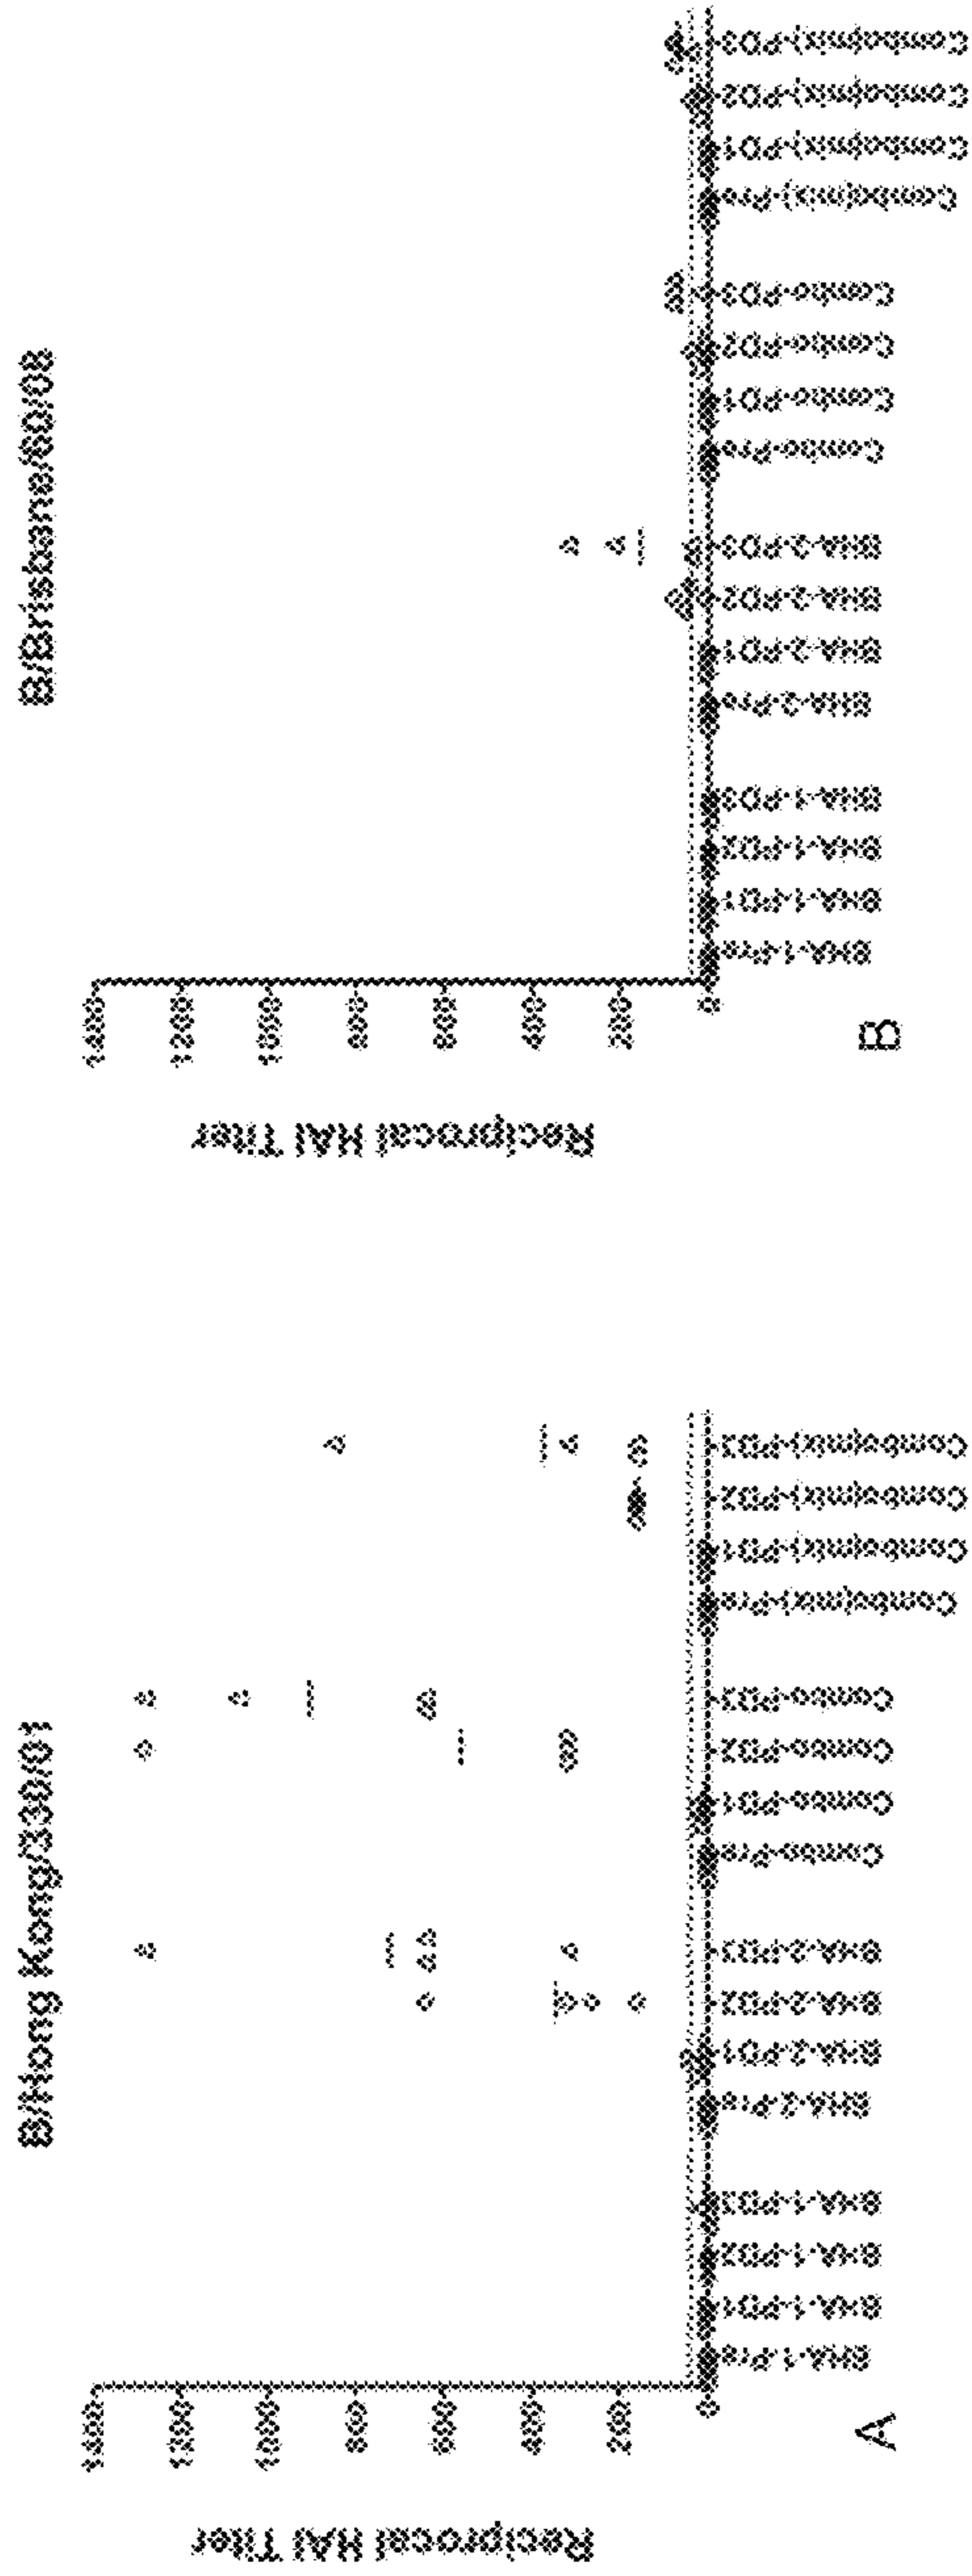 B/Hong Kong/330/01
Reciprocal HAI Titer
1400
1200
1000
800
600
400
200
0
BHA-1-Pre
BHA-1-PD1
BHA-1-PD2
BHA-1-PD3
BHA-2-Pre
BHA-2-PD1
BHA-2-PD2
BHA-2-PD3
Combo-Pre
Combo-PD1
Combo-PD2
Combo-PD3
Combo(mix)-Pre
Combo(mix)-PD1
Combo(mix)-PD2
Combo(mix)-PD3
A
B/Brisbane/60/08
Reciprocal HAI Titer
1400
1200
1000
800
600
400
200
0
BHA-1-Pre
BHA-1-PD1
BHA-1-PD2
BHA-1-PD3
BHA-2-Pre
BHA-2-PD1
BHA-2-PD2
BHA-2-PD3
Combo-Pre
Combo-PD1
Combo-PD2
Combo-PD3
Combo(mix)-Pre
Combo(mix)-PD1
Combo(mix)-PD2
Combo(mix)-PD3
B